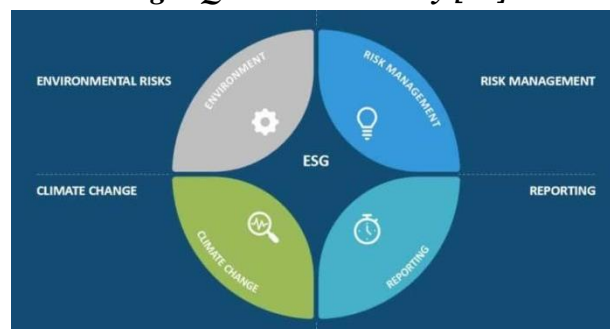 ENVIRONMENTAL RISKS
ENVIRONMENT
RISK MANAGEMENT
RISK MANAGEMENT
ESG
CLIMATE CHANGE
CLIMATE CHANGE
REPORTING
REPORTING